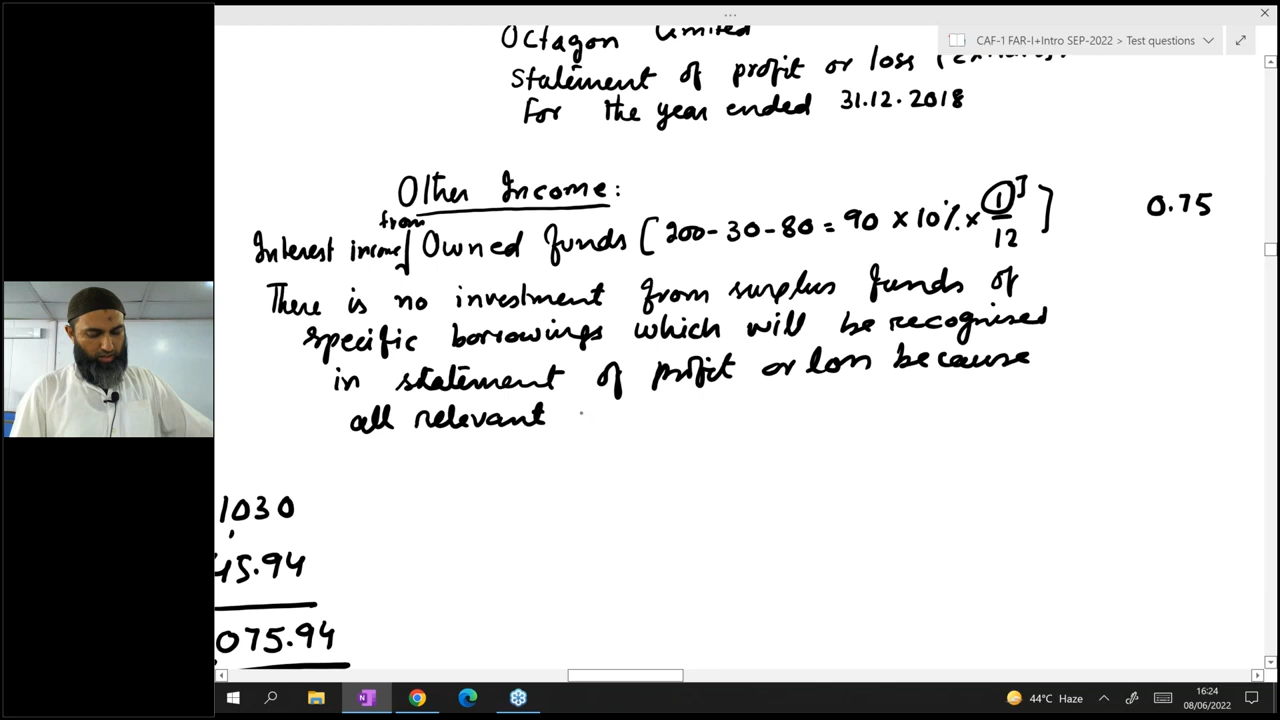 CAF-1 FAR-I+Intro SEP-2022 > Test questions
Octagon Limited
Statement of profit or loss
For the year ended 31.12.2018
Other Income:
Interest income from Owned funds [200-30-80=90 × 10% × 1/12] 0.75
There is no investment from surplus funds of
specific borrowings which will be recognised
in statement of profit or loss because
all relevant
1030
45.94
075.94
44°C Haze
16:24
08/06/2022